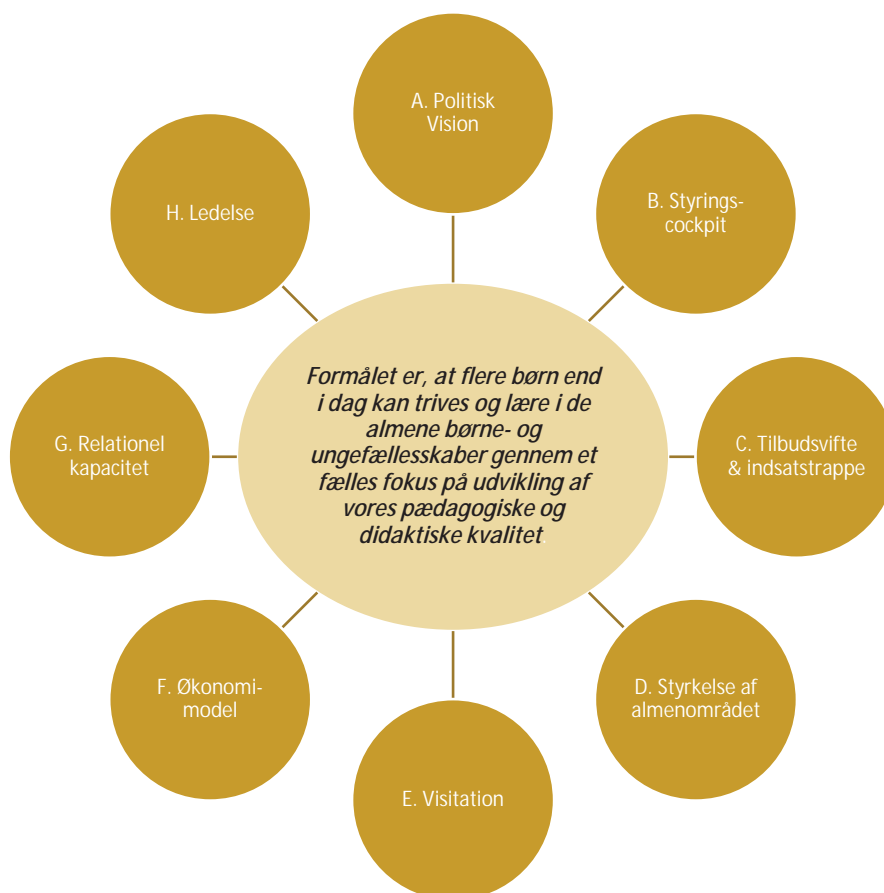 A. Politisk
Vision
B. Styrings-
cockpit
C. Tilbudsvifte
& indsatstrappe
D. Styrkelse af
almenområdet
E. Visitation
F. Økonomi-
model
G. Relationel
kapacitet
H. Ledelse
Formålet er, at flere børn end
i dag kan trives og lære i de
almene børne- og
ungefællesskaber gennem et
fælles fokus på udvikling af
vores pædagogiske og
didaktiske kvalitet.